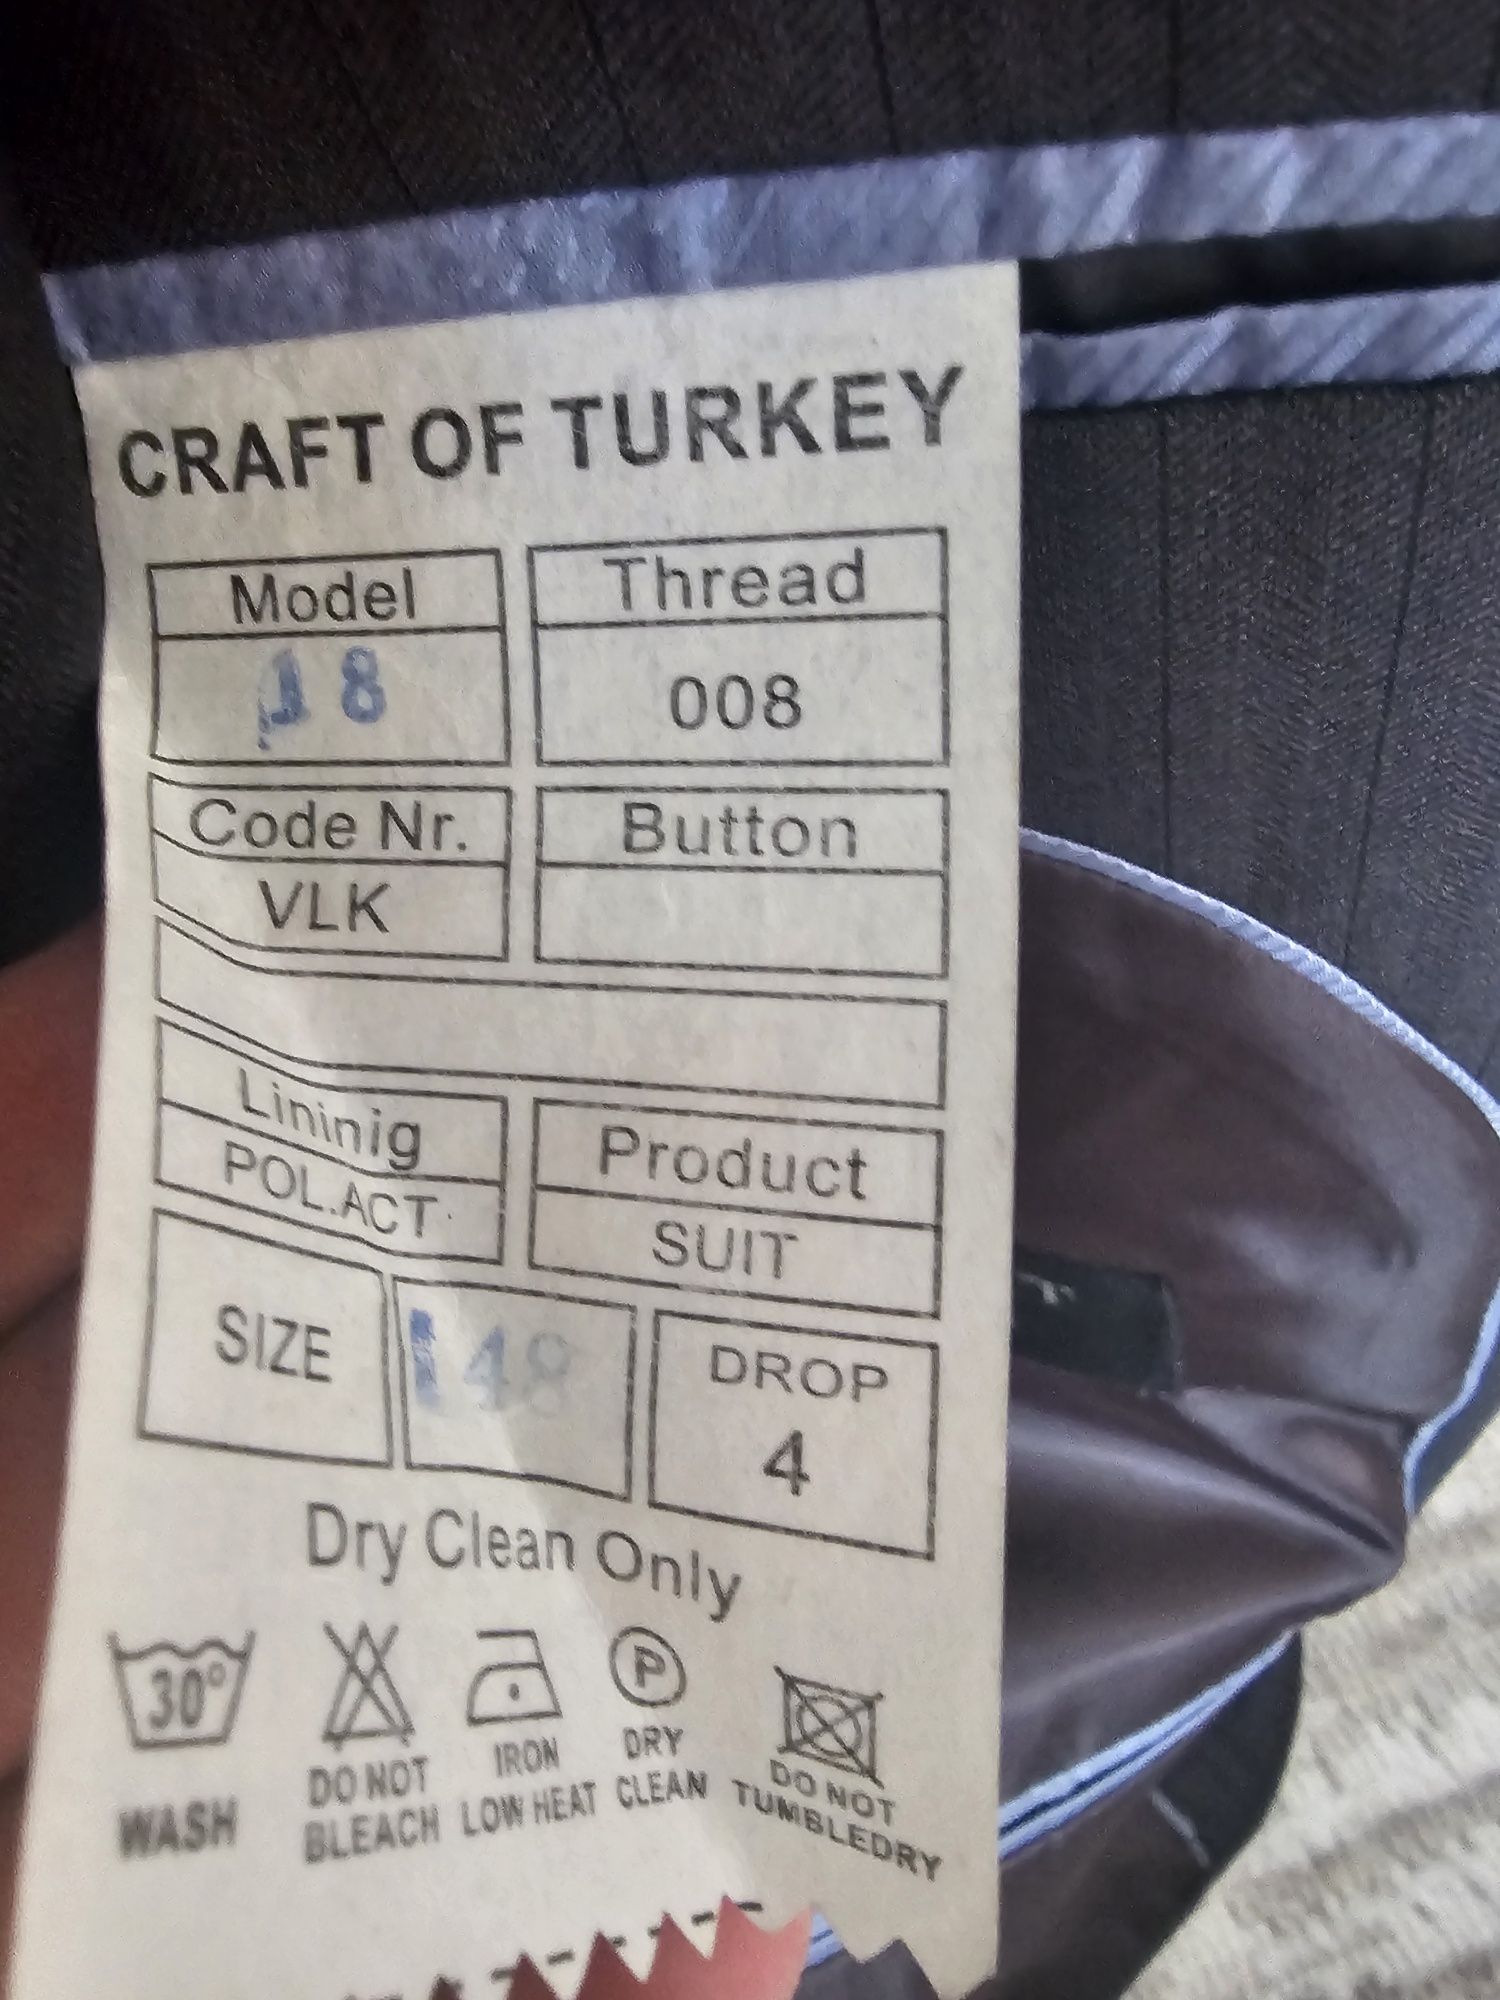 CRAFT OF TURKEY
Model Thread
8 008
Code Nr. Button
VLK
Lininig Product
POL.ACT. SUIT
SIZE 48 DROP
4
Dry Clean Only
30° P
WASH DO NOT BLEACH IRON LOW HEAT DRY CLEAN DO NOT TUMBLEDRY